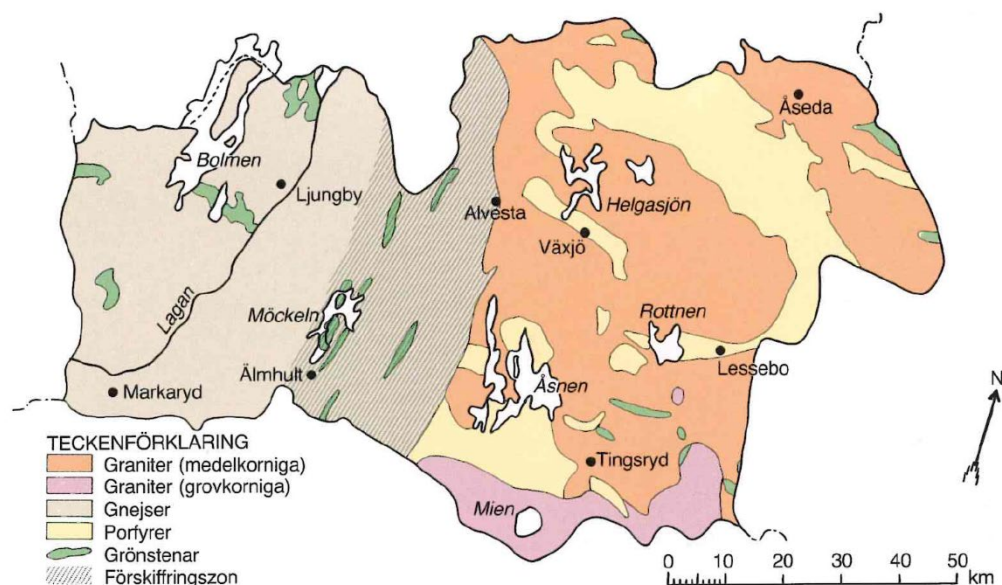 Åseda
Bolmen
Ljungby
Helgasjön
Alvesta
Växjö
Lagan
Möckeln
Rottnen
Lessebo
Älmhult
Åsnen
Markaryd
N
TECKENFÖRKLARING
Graniter (medelkorniga)
Graniter (grovkorniga)
Gnejser
Porfyrer
Grönstenar
Förskiffringszon
Tingsryd
Mien
0 10 20 30 40 50
km